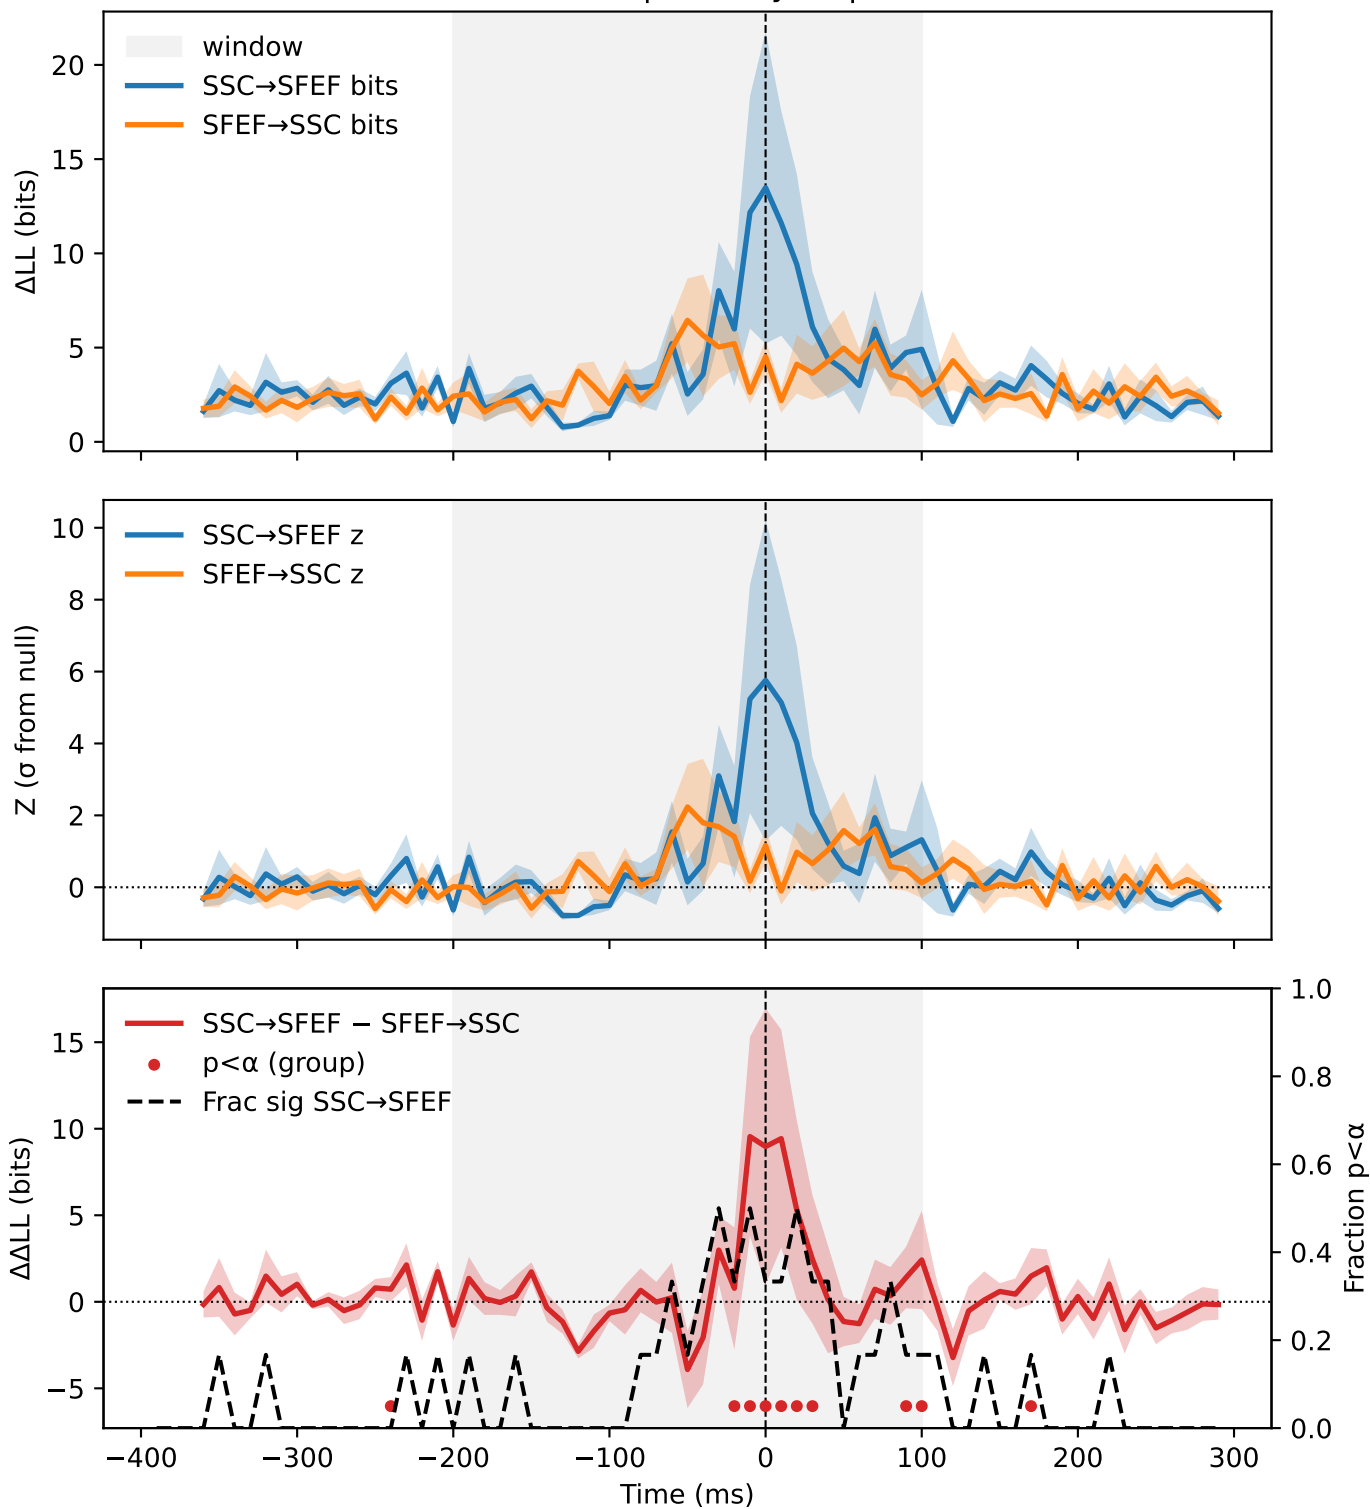 window
SSC→SFEF bits
SFEF→SSC bits
ΔLL (bits)
20
15
10
5
0
SSC→SFEF z
SFEF→SSC z
Z (σ from null)
10
8
6
4
2
0
SSC→SFEF − SFEF→SSC
p<α (group)
Frac sig SSC→SFEF
ΔΔLL (bits)
15
10
5
0
−5
1.0
0.8
0.6
0.4
0.2
0.0
Fraction p<α
−400 −300 −200 −100 0 100 200 300
Time (ms)